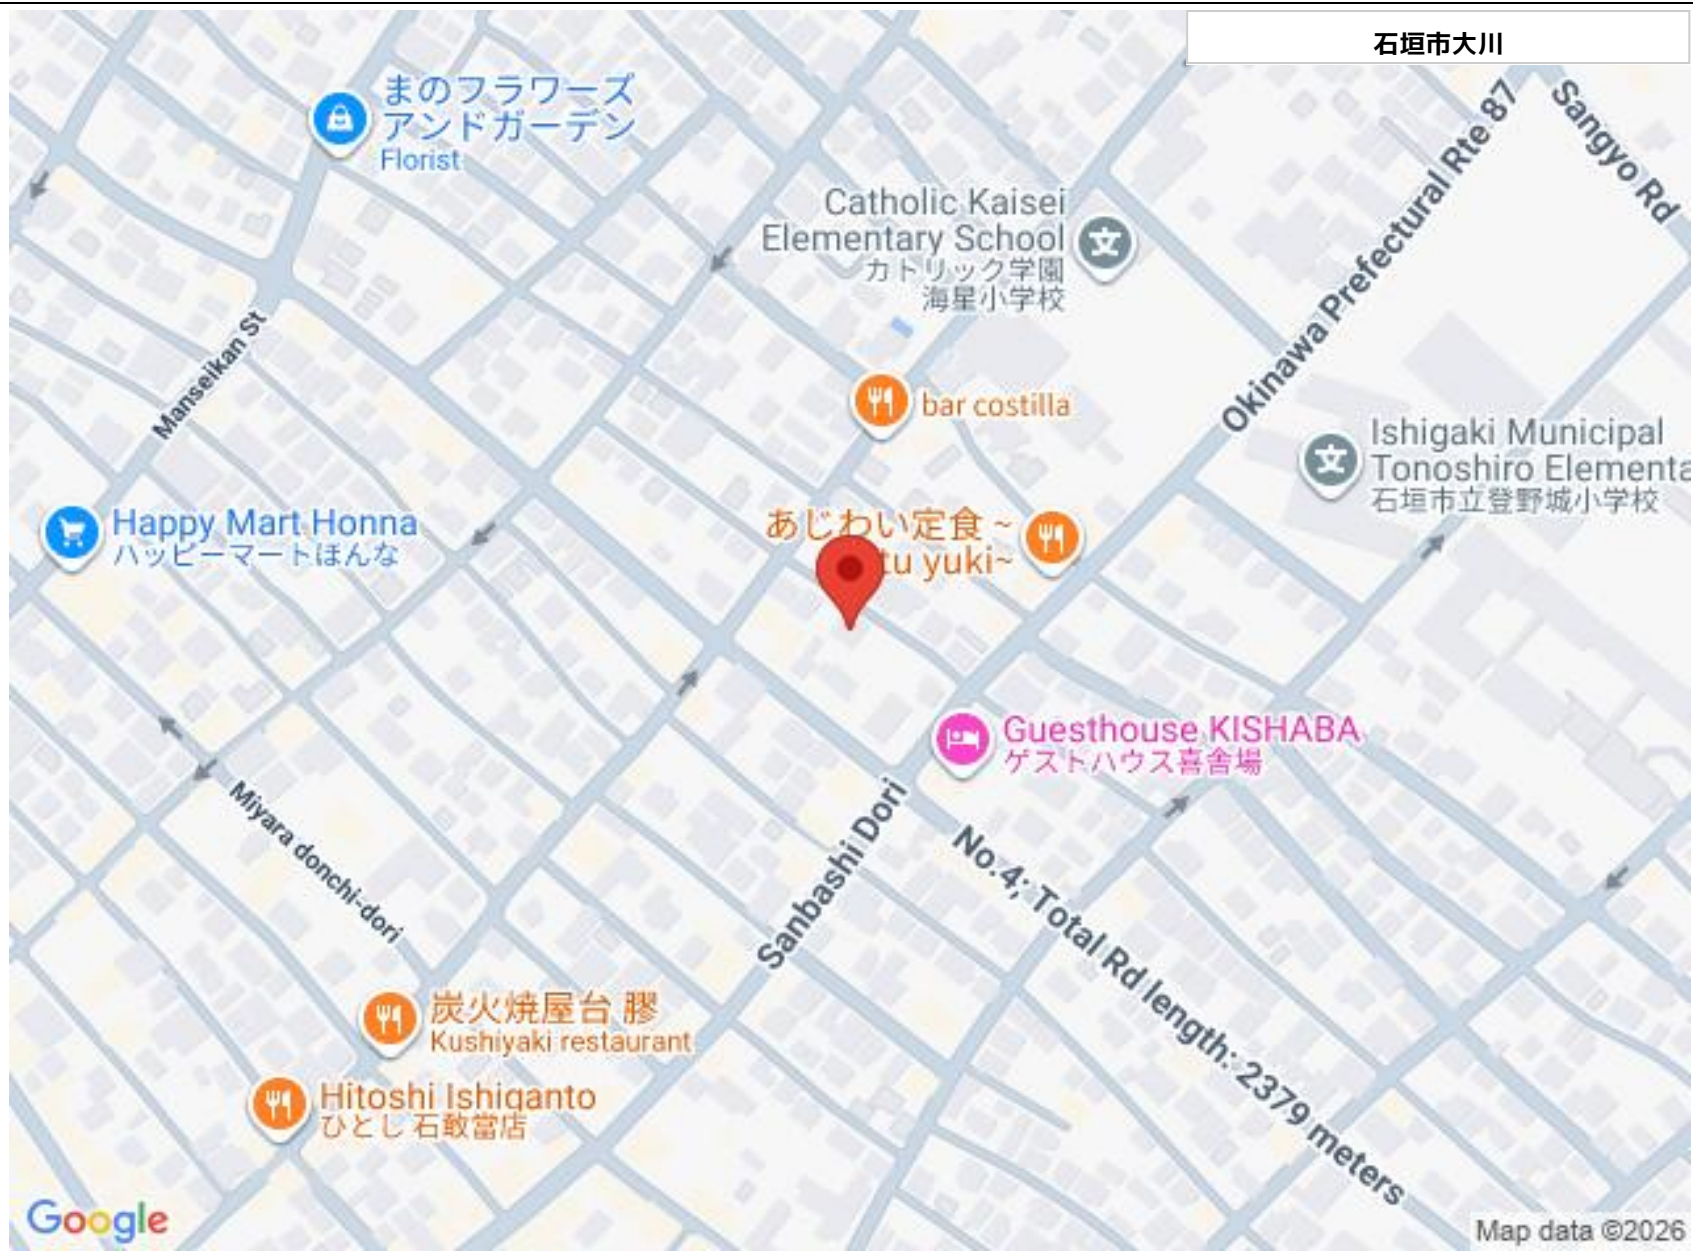 石垣市大川
まのフラワーズ
アンドガーデン
Florist
Sangyo Rd
Okinawa Prefectural Rte 87
Catholic Kaisei
Elementary School
カトリック学園
海星小学校
Manseikan St
bar costilla
Ishigaki Municipal
Tonoshiro Elementa
石垣市立登野城小学校
Happy Mart Honna
ハッピーマートほんな
あじわい定食 ~
tu yuki~
Guesthouse KISHABA
ゲストハウス喜舎場
Miyara donchi-dori
Sanbashi Dori
No.4; Total Rd length: 2379 meters
炭火焼屋台 膠
Kushiyaki restaurant
Hitoshi Ishiganto
ひとし 石敢當店
Google
Map data ©2026